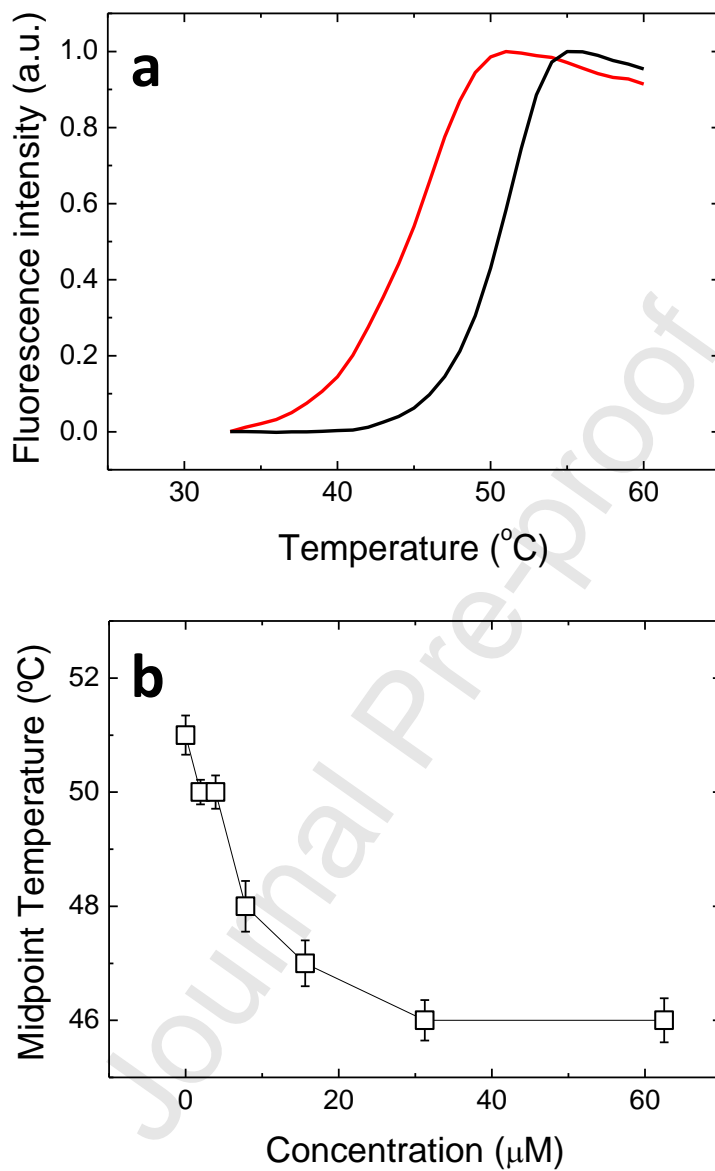 a
Fluorescence intensity (a.u.)
1.0
0.8
0.6
0.4
0.2
0.0
30 40 50 60
Temperature (°C)
b
Midpoint Temperature (ºC)
52
50
48
46
0 20 40 60
Concentration (μM)
Journal Pre-proof